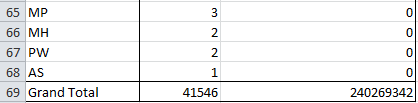 65 MP 3 0
66 MH 2 0
67 PW 2 0
68 AS 1 0
69 Grand Total 41546 240269342